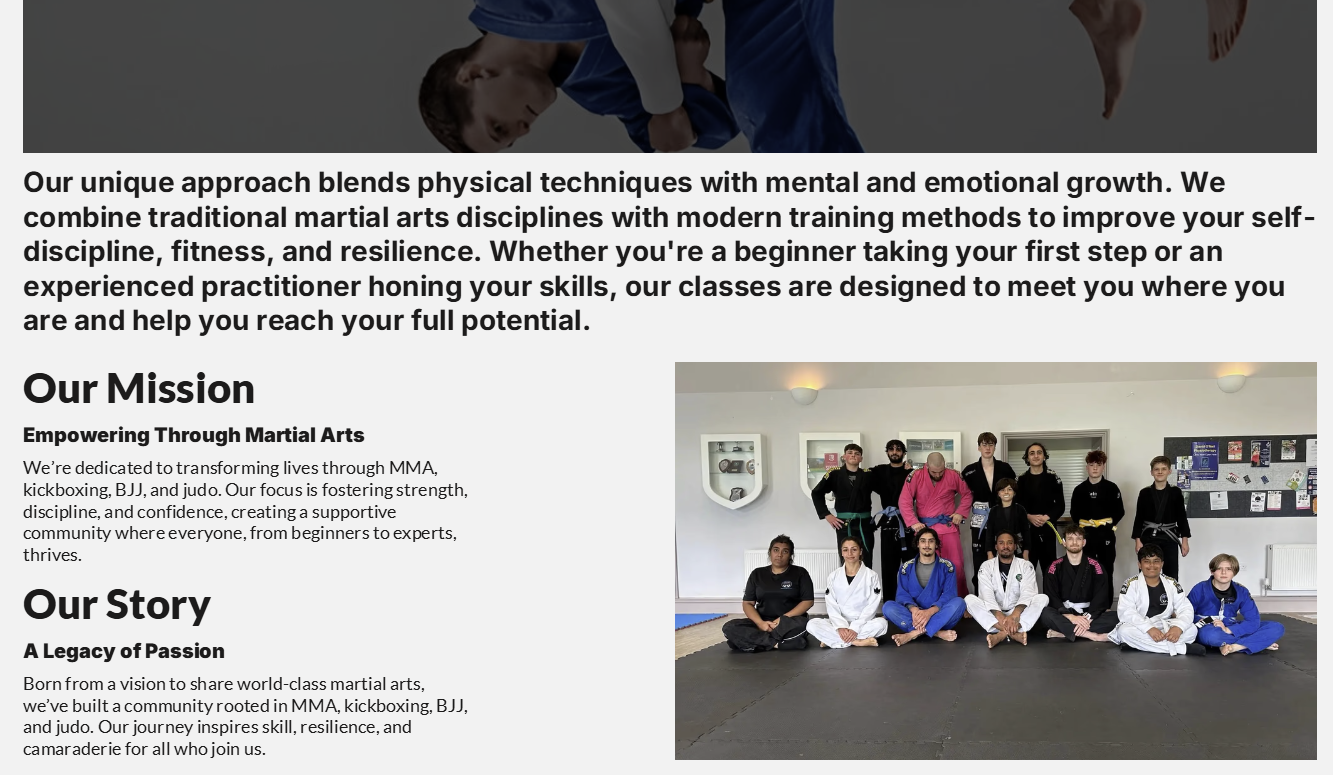 Our unique approach blends physical techniques with mental and emotional growth. We
combine traditional martial arts disciplines with modern training methods to improve your self-
discipline, fitness, and resilience. Whether you're a beginner taking your first step or an
experienced practitioner honing your skills, our classes are designed to meet you where you
are and help you reach your full potential.
Our Mission
Empowering Through Martial Arts
We’re dedicated to transforming lives through MMA,
kickboxing, BJJ, and judo. Our focus is fostering strength,
discipline, and confidence, creating a supportive
community where everyone, from beginners to experts,
thrives.
Our Story
A Legacy of Passion
Born from a vision to share world-class martial arts,
we’ve built a community rooted in MMA, kickboxing, BJJ,
and judo. Our journey inspires skill, resilience, and
camaraderie for all who join us.